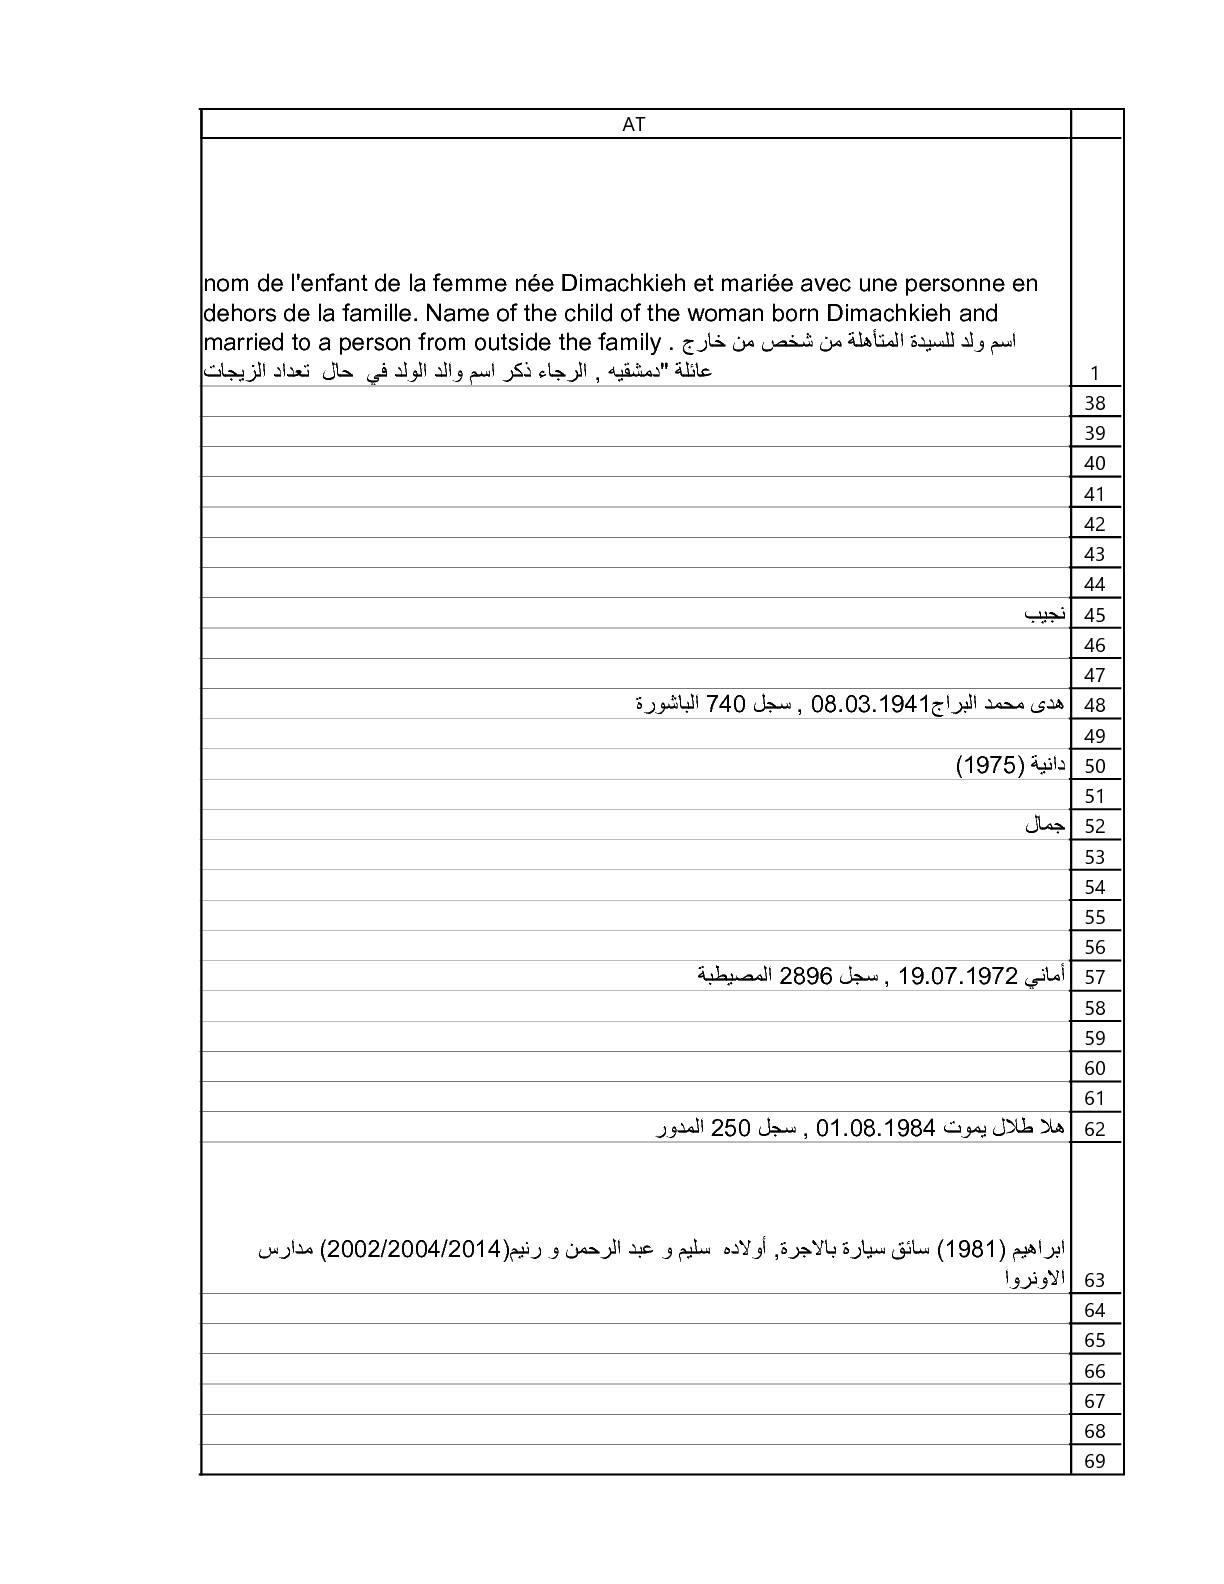 AT
nom de l'enfant de la femme née Dimachkieh et mariée avec une personne en
dehors de la famille. Name of the child of the woman born Dimachkieh and
married to a person from outside the family . اسم ولد للسيدة المتأهلة من شخص من خارج
عائلة "دمشقيه , الرجاء ذكر اسم والد الولد في حال تعداد الزيجات 1
38
39
40
41
42
43
44
45 نجيب
46
47
48 هدى محمد البراج08.03.1941 , سجل 740 الباشورة
49
50 دانية (1975)
51
52 جمال
53
54
55
56
57 أماني 19.07.1972 , سجل 2896 المصيطبة
58
59
60
61
62 هلا طلال يموت 01.08.1984 , سجل 250 المدور
ابراهيم (1981) سائق سيارة بالاجرة, أولاده سليم و عبد الرحمن و رنيم(2002/2004/2014) مدارس
63 الاونروا
64
65
66
67
68
69